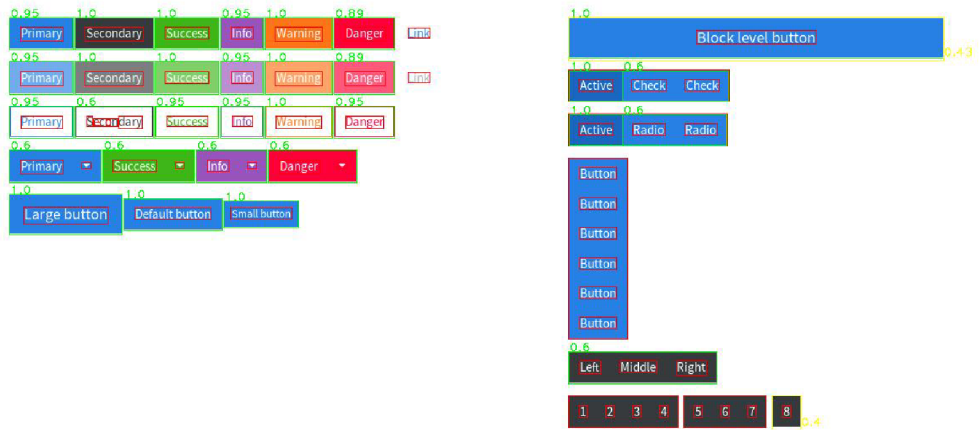 0.95 1.0 1.0 0.95 1.0 0.89
Primary Secondary Success Info Warning Danger Link
0.95 1.0 1.0 0.95 1.0 0.89
Primary Secondary Success Info Warning Danger Link
0.95 0.6 0.95 0.95 1.0 0.95
Primary Secondary Success Info Warning Danger
0.6 0.6 0.6 0.6
Primary Success Info Danger
1.0 1.0 1.0
Large button Default button Small button
1.0
Block level button
0.43
1.0 0.6
Active Check Check
1.0 0.6
Active Radio Radio
Button
Button
Button
Button
Button
Button
0.6
Left Middle Right
1 2 3 4 5 6 7 8
0.4